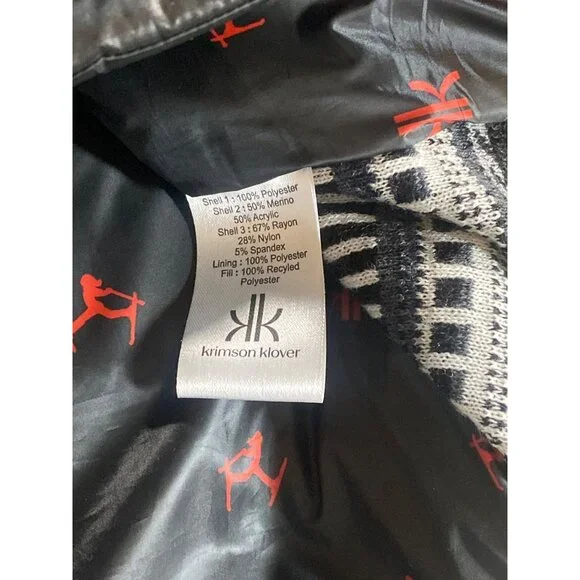 Shell 1 : 100% Polyester
Shell 2 : 50% Merino
50% Acrylic
Shell 3 : 67% Rayon
28% Nylon
5% Spandex
Lining : 100% Polyester
Fill : 100% Recyled
Polyester
krimson klover